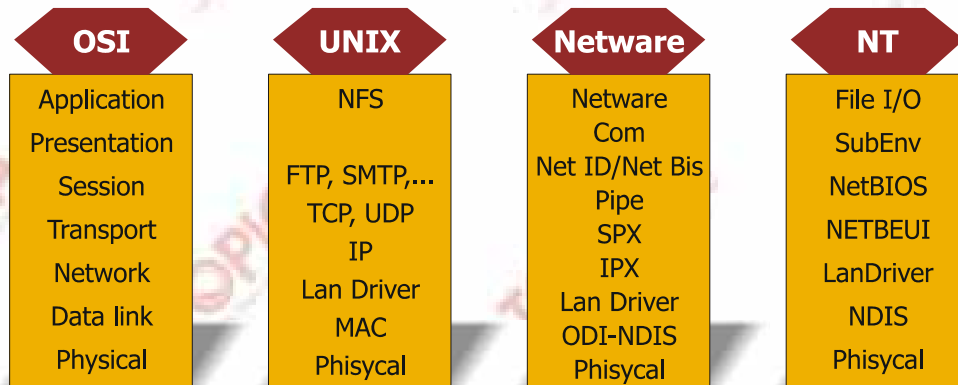 OSI
Application
Presentation
Session
Transport
Network
Data link
Physical
UNIX
NFS
FTP, SMTP,...
TCP, UDP
IP
Lan Driver
MAC
Phisycal
Netware
Netware
Com
Net ID/Net Bis
Pipe
SPX
IPX
Lan Driver
ODI-NDIS
Phisycal
NT
File I/O
SubEnv
NetBIOS
NETBEUI
LanDriver
NDIS
Phisycal